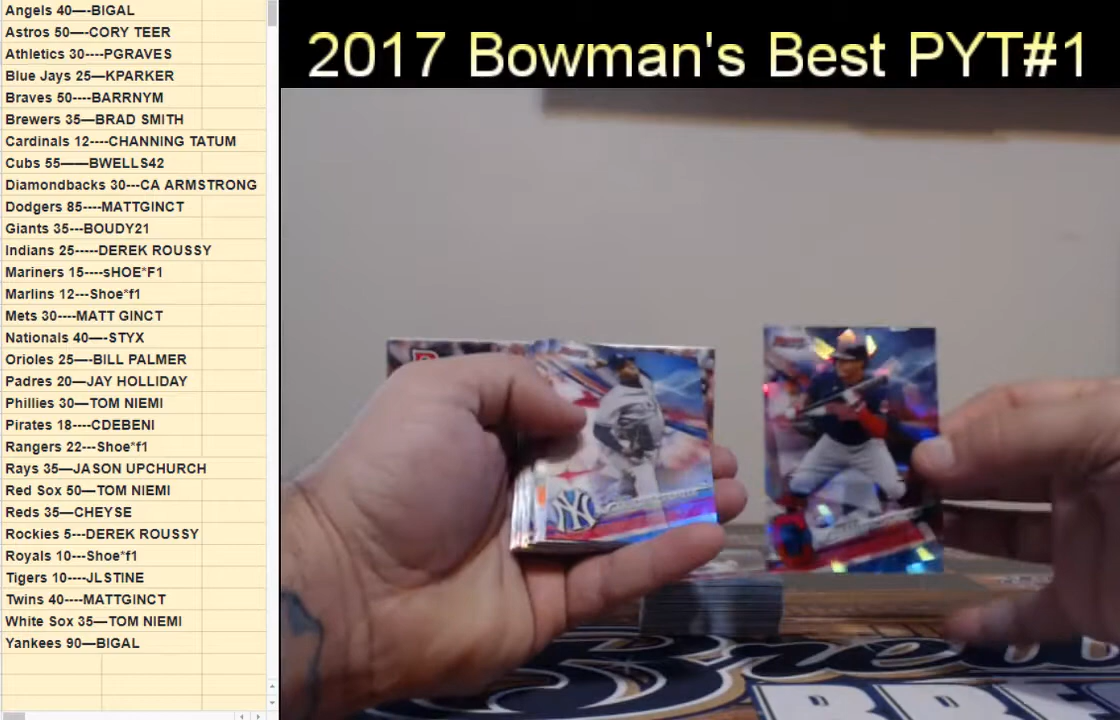 2017 Bowman's Best PYT#1
Angels 40—-BIGAL
Astros 50—-CORY TEER
Athletics 30----PGRAVES
Blue Jays 25—KPARKER
Braves 50----BARRNYM
Brewers 35—BRAD SMITH
Cardinals 12----CHANNING TATUM
Cubs 55——BWELLS42
Diamondbacks 30---CA ARMSTRONG
Dodgers 85----MATTGINCT
Giants 35---BOUDY21
Indians 25-----DEREK ROUSSY
Mariners 15----sHOE*F1
Marlins 12---Shoe*f1
Mets 30----MATT GINCT
Nationals 40—-STYX
Orioles 25—-BILL PALMER
Padres 20—JAY HOLLIDAY
Phillies 30—TOM NIEMI
Pirates 18----CDEBENI
Rangers 22---Shoe*f1
Rays 35—JASON UPCHURCH
Red Sox 50—TOM NIEMI
Reds 35—CHEYSE
Rockies 5---DEREK ROUSSY
Royals 10---Shoe*f1
Tigers 10----JLSTINE
Twins 40----MATTGINCT
White Sox 35—TOM NIEMI
Yankees 90—BIGAL
NY